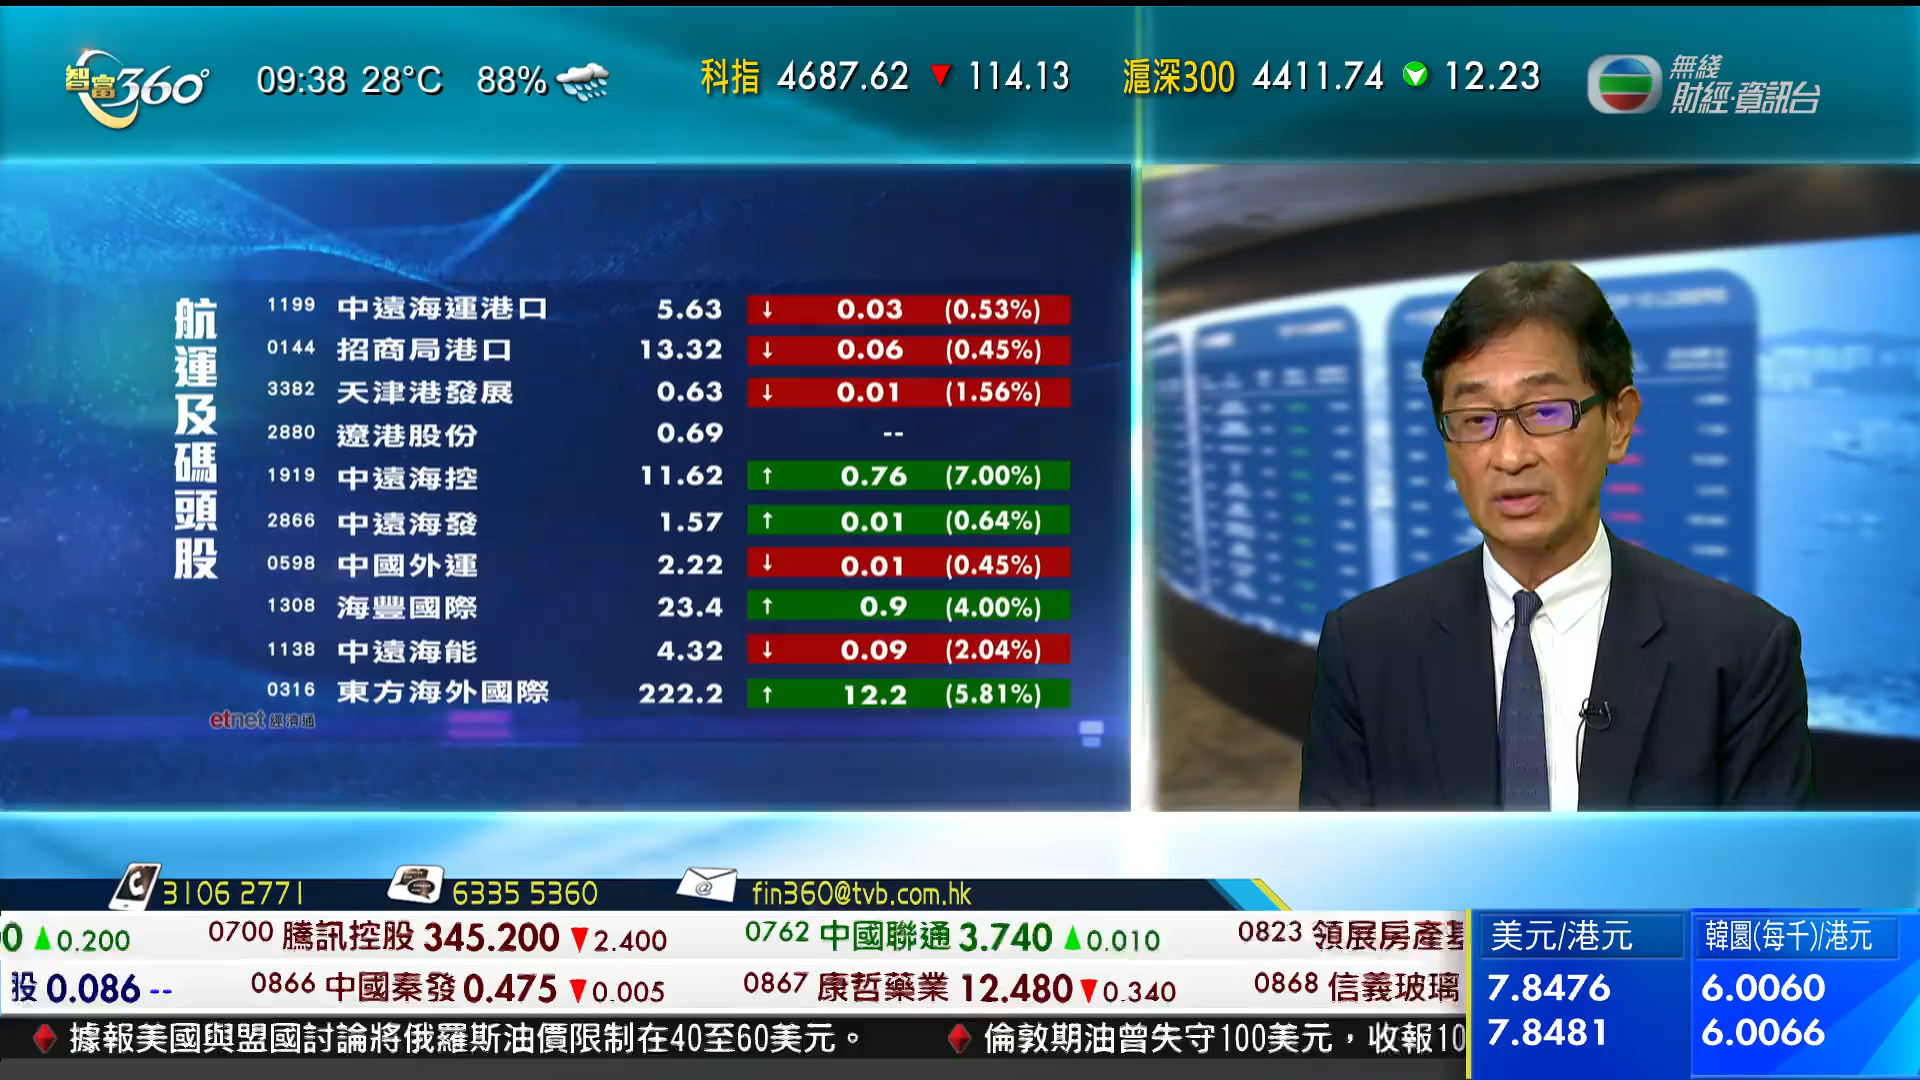 智富360°
09:38 28°C 88%
科指 4687.62 ▼ 114.13
滬深300 4411.74 12.23
無綫
財經·資訊台
航運及碼頭股
1199 中遠海運港口 5.63 ↓ 0.03 (0.53%)
0144 招商局港口 13.32 ↓ 0.06 (0.45%)
3382 天津港發展 0.63 ↓ 0.01 (1.56%)
2880 遼港股份 0.69 --
1919 中遠海控 11.62 ↑ 0.76 (7.00%)
2866 中遠海發 1.57 ↑ 0.01 (0.64%)
0598 中國外運 2.22 ↓ 0.01 (0.45%)
1308 海豐國際 23.4 ↑ 0.9 (4.00%)
1138 中遠海能 4.32 ↓ 0.09 (2.04%)
0316 東方海外國際 222.2 ↑ 12.2 (5.81%)
etnet 經濟通
3106 2771 6335 5360 fin360@tvb.com.hk
0 ▲0.200 0700 騰訊控股 345.200 ▼2.400 0762 中國聯通 3.740 ▲0.010 0823 領展房產
股 0.086 -- 0866 中國秦發 0.475 ▼0.005 0867 康哲藥業 12.480 ▼0.340 0868 信義玻璃
據報美國與盟國討論將俄羅斯油價限制在40至60美元。 倫敦期油曾失守100美元，收報10
美元/港元
7.8476
7.8481
韓圜(每千)/港元
6.0060
6.0066